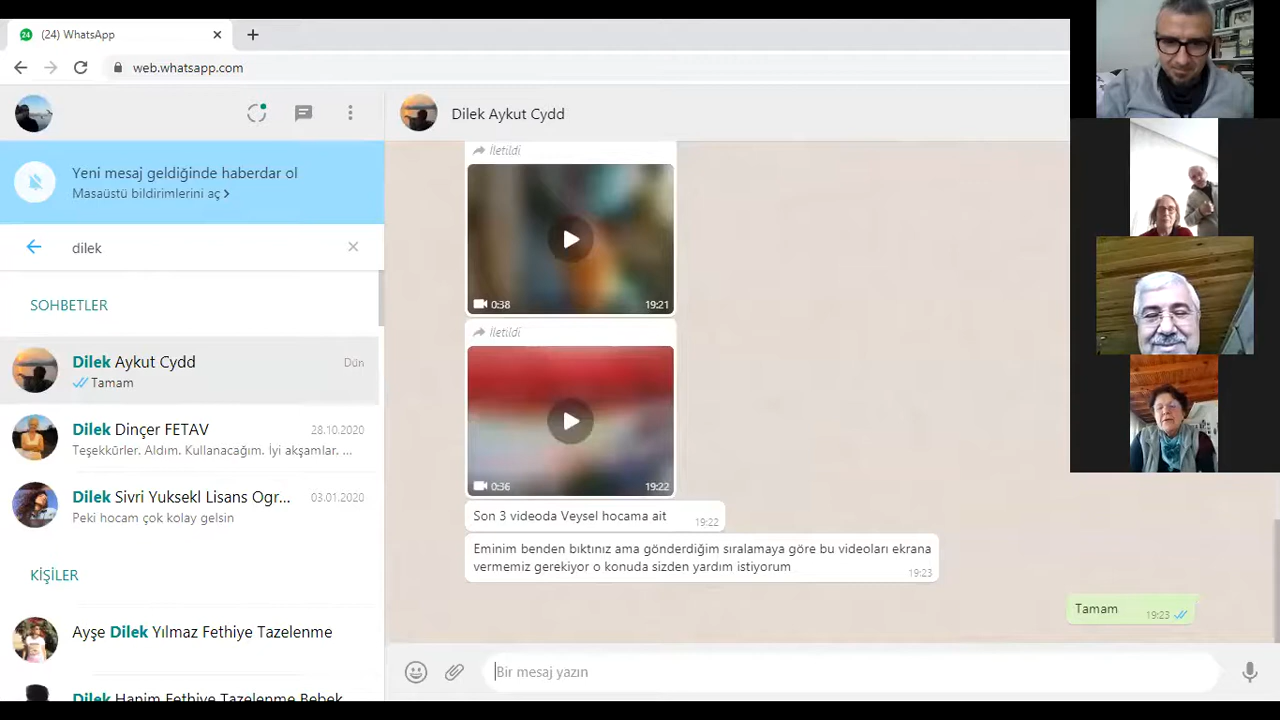 (24) WhatsApp
web.whatsapp.com
Yeni mesaj geldiğinde haberdar ol
Masaüstü bildirimlerini aç
dilek
SOHBETLER
Dilek Aykut Cydd
Dün
Tamam
Dilek Dinçer FETAV
28.10.2020
Teşekkürler. Aldım. Kullanacağım. İyi akşamlar. ...
Dilek Sivri Yuksekl Lisans Ogr...
03.01.2020
Peki hocam çok kolay gelsin
KİŞİLER
Ayşe Dilek Yılmaz Fethiye Tazelenme
Dilek Hanim Fethiye Tazelenme Bebek
Dilek Aykut Cydd
İletildi
0:38
19:21
İletildi
0:36
19:22
Son 3 videoda Veysel hocama ait
19:22
Eminim benden bıktınız ama gönderdiğim sıralamaya göre bu videoları ekrana
vermemiz gerekiyor o konuda sizden yardım istiyorum
19:23
Tamam
19:23
Bir mesaj yazın